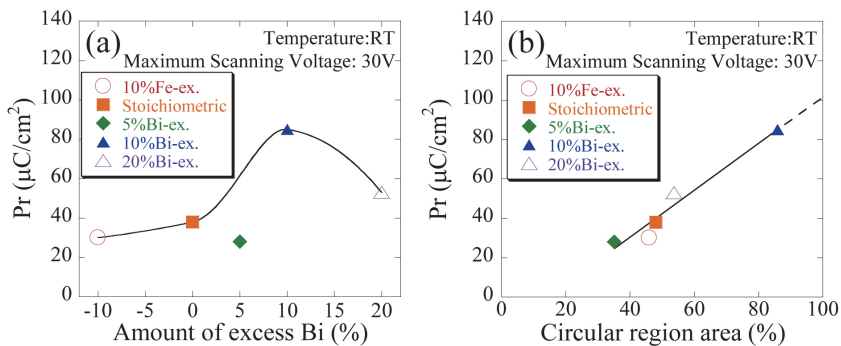 (a)
Temperature:RT
Maximum Scanning Voltage: 30V
10%Fe-ex.
Stoichiometric
5%Bi-ex.
10%Bi-ex.
20%Bi-ex.
Pr (μC/cm²)
140
120
100
80
60
40
20
0
-10
-5
0
5
10
15
20
Amount of excess Bi (%)
(b)
Temperature:RT
Maximum Scanning Voltage: 30V
10%Fe-ex.
Stoichiometric
5%Bi-ex.
10%Bi-ex.
20%Bi-ex.
Pr (μC/cm²)
140
120
100
80
60
40
20
0
0
20
40
60
80
100
Circular region area (%)